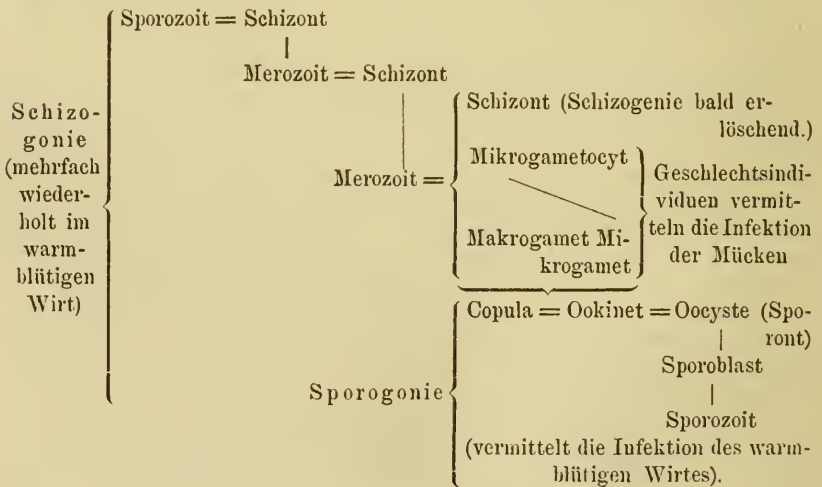 Sporozoit = Schizont
Merozoit = Schizont
Schizo-
gonie
(mehrfach
wieder-
holt im
warm-
blütigen
Wirt)
Merozoit =
Schizont (Schizogenie bald er-
löschend.)
Mikrogametocyt
Makrogamet Mi-
krogamet
Geschlechtsindi-
viduen vermit-
teln die Infektion
der Mücken
Sporogonie
Copula = Ookinet = Oocyste (Spo-
ront)
Sporoblast
Sporozoit
(vermittelt die Infektion des warm-
blütigen Wirtes).